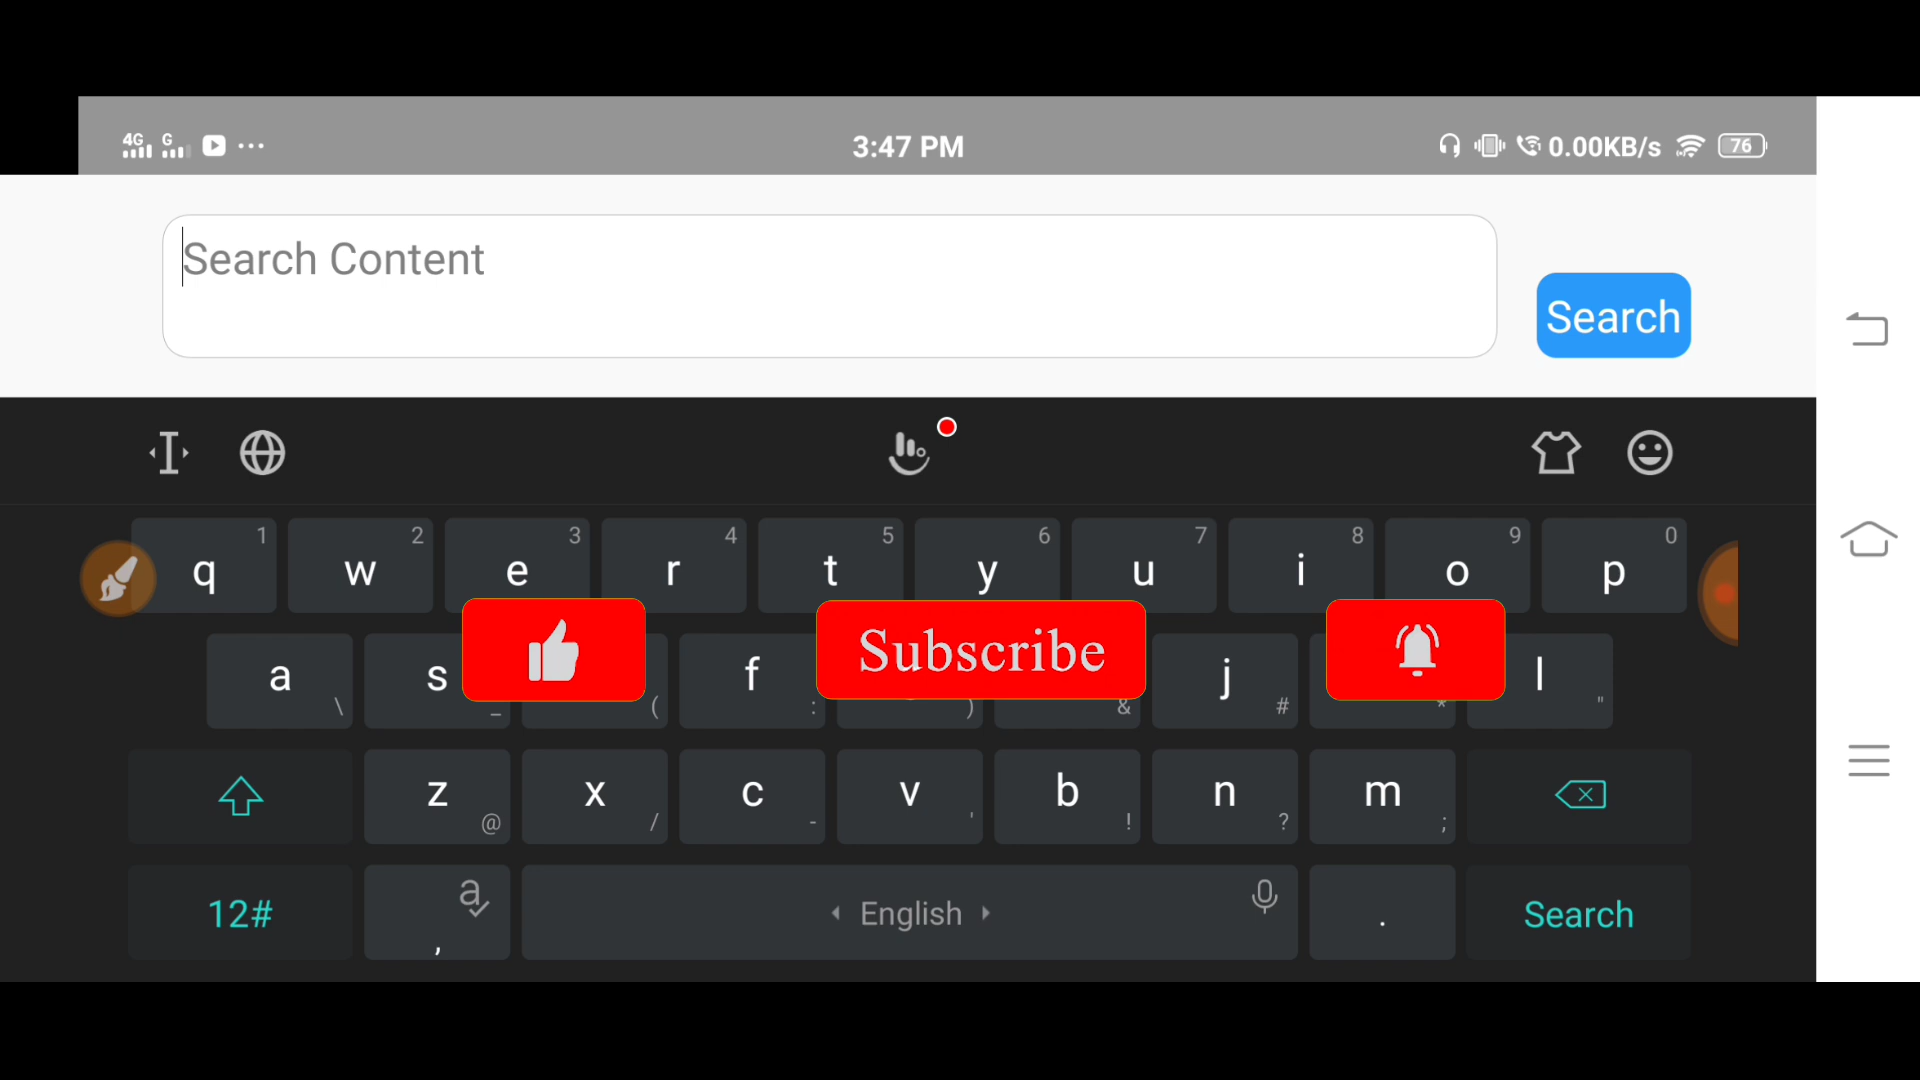 4G G ... 3:47 PM 0.00KB/s 76
Search Content
Search
1 2 3 4 5 6 7 8 9 0
q w e r t y u i o p
a s f j l
Subscribe
\ _ ( : ) & # * "
z x c v b n m
@ / - ' ! ? ;
12# a , English . Search